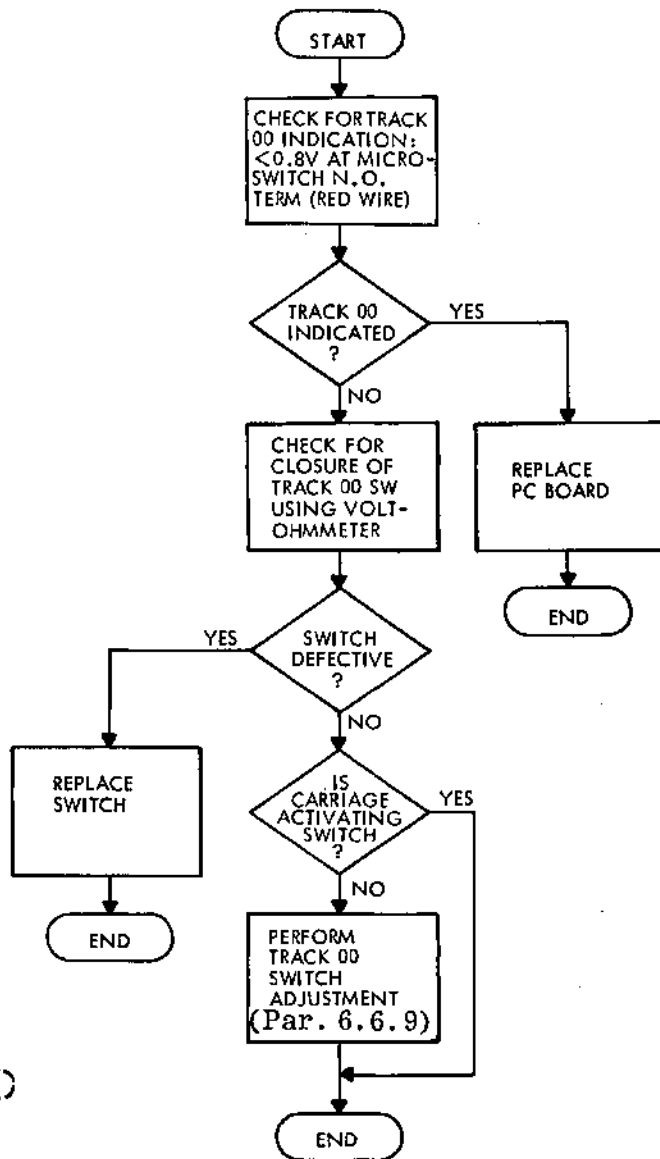 START
CHECK FOR TRACK
00 INDICATION:
<0.8V AT MICRO-
SWITCH N.O.
TERM (RED WIRE)
TRACK 00
INDICATED
?
YES
NO
CHECK FOR
CLOSURE OF
TRACK 00 SW
USING VOLT-
OHMMETER
REPLACE
PC BOARD
END
YES
SWITCH
DEFECTIVE
?
NO
REPLACE
SWITCH
IS
CARRIAGE
ACTIVATING
SWITCH
?
YES
NO
END
PERFORM
TRACK 00
SWITCH
ADJUSTMENT
(Par. 6.6.9)
END